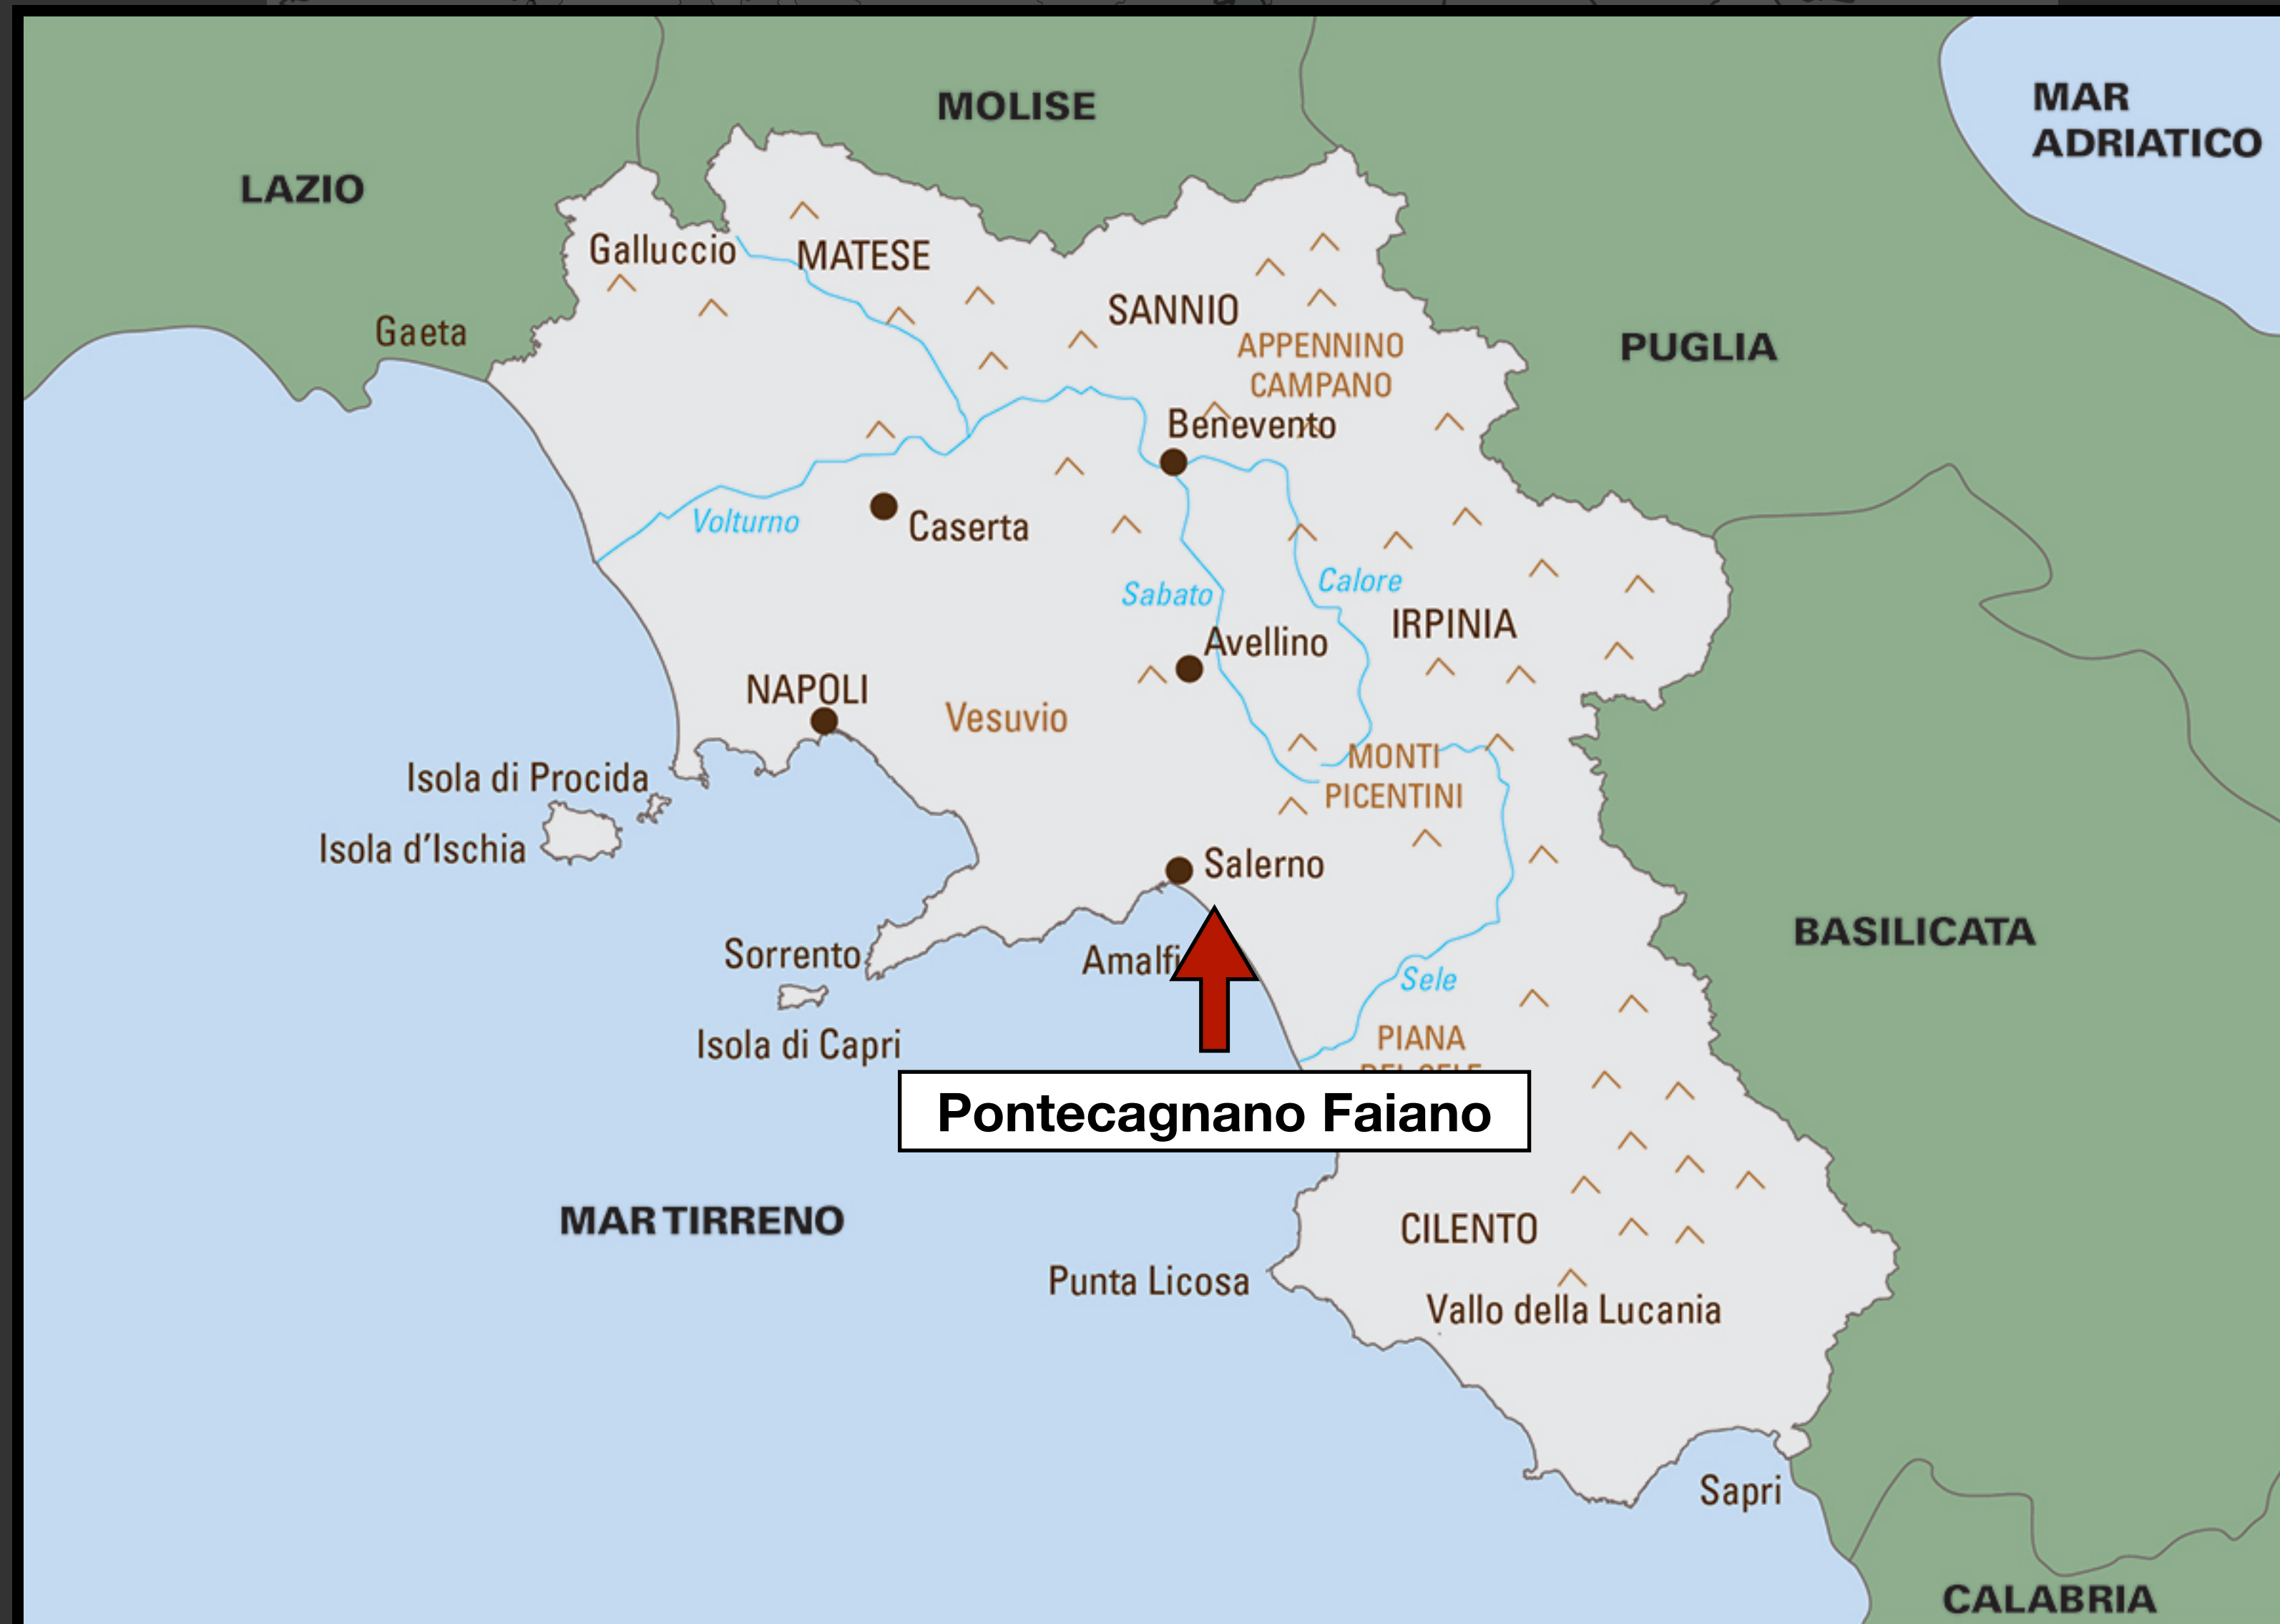 MOLISE
MAR
ADRIATICO
LAZIO
Galluccio
MATESE
SANNIO
Gaeta
APPENNINO
CAMPANO
PUGLIA
Benevento
Volturno
Caserta
Sabato
Calore
IRPINIA
Avellino
NAPOLI
Vesuvio
MONTI
PICENTINI
Isola di Procida
Isola d'Ischia
Salerno
BASILICATA
Sorrento
Amalfi
Sele
Isola di Capri
PIANA
DEL SELE
Pontecagnano Faiano
MAR TIRRENO
CILENTO
Punta Licosa
Vallo della Lucania
Sapri
CALABRIA